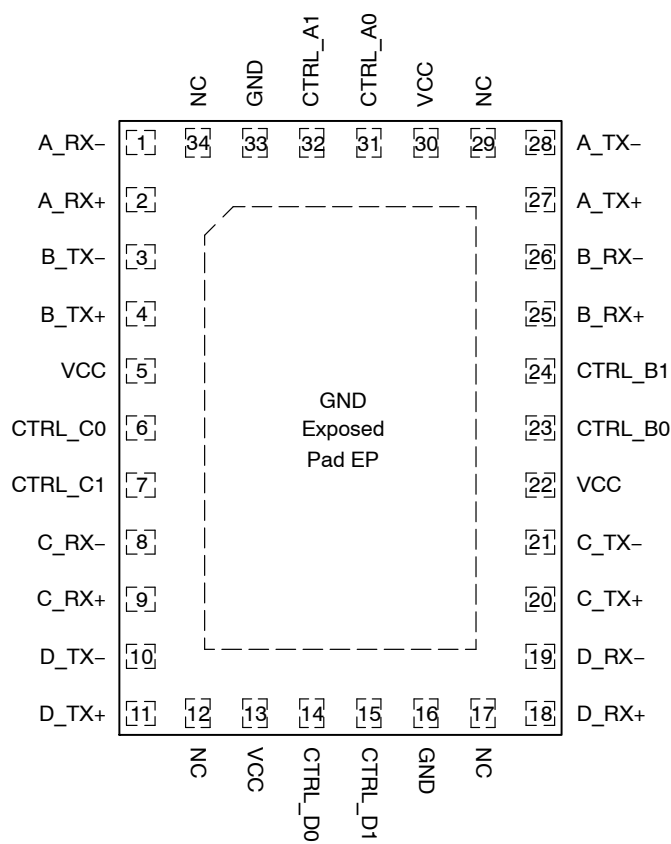 NC
GND
CTRL_A1
CTRL_A0
VCC
NC
A_RX− 1 34 33 32 31 30 29 28 A_TX−
A_RX+ 2 27 A_TX+
B_TX− 3 26 B_RX−
B_TX+ 4 25 B_RX+
VCC 5 24 CTRL_B1
GND
CTRL_C0 6 Exposed 23 CTRL_B0
Pad EP
CTRL_C1 7 22 VCC
C_RX− 8 21 C_TX−
C_RX+ 9 20 C_TX+
D_TX− 10 19 D_RX−
D_TX+ 11 12 13 14 15 16 17 18 D_RX+
NC
VCC
CTRL_D0
CTRL_D1
GND
NC